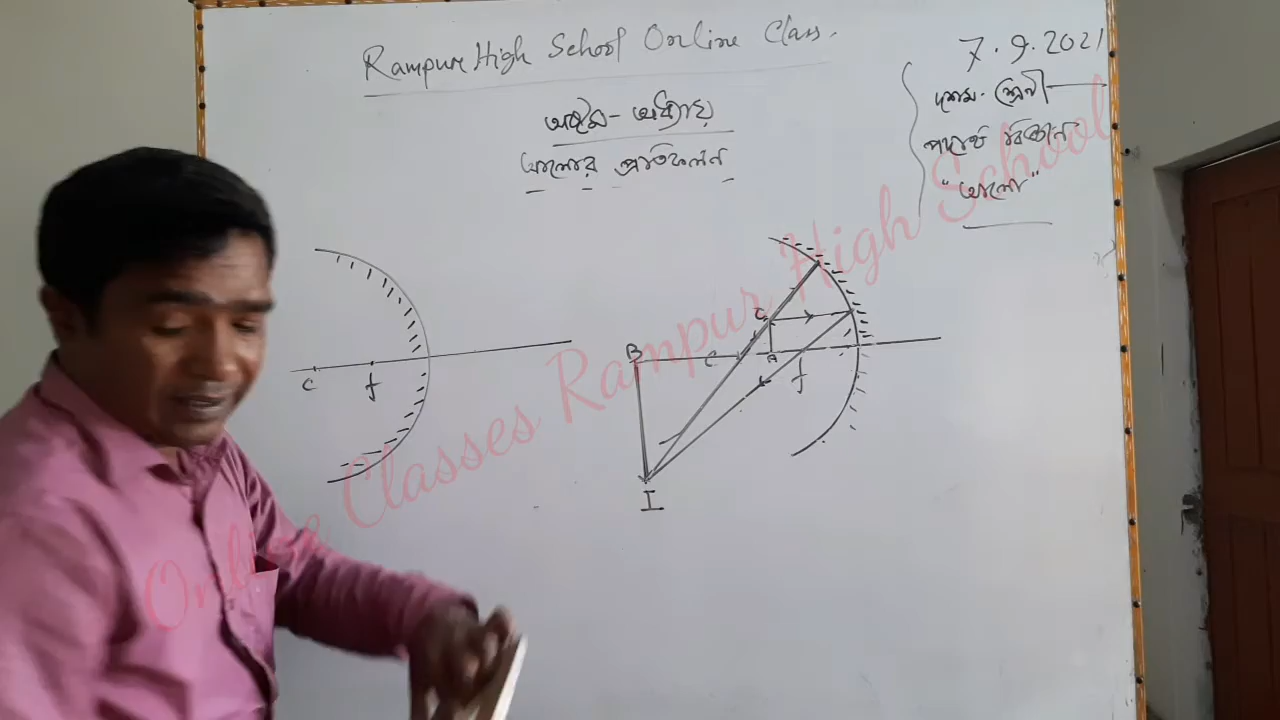 Rampur High School Online Class.
7.9.2021
দশম শ্রেনী
পদার্থ বিজ্ঞান
"আলো"
অষ্টম-অধ্যায়
আলোর প্রতিফলন
C
f
B
C
A
f
I
Online Classes Rampur High School